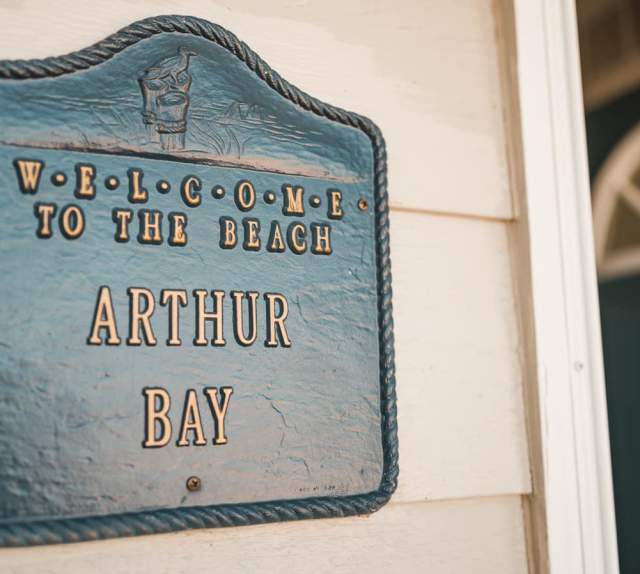 W•E•L•C•O•M•E
TO THE BEACH
ARTHUR
BAY